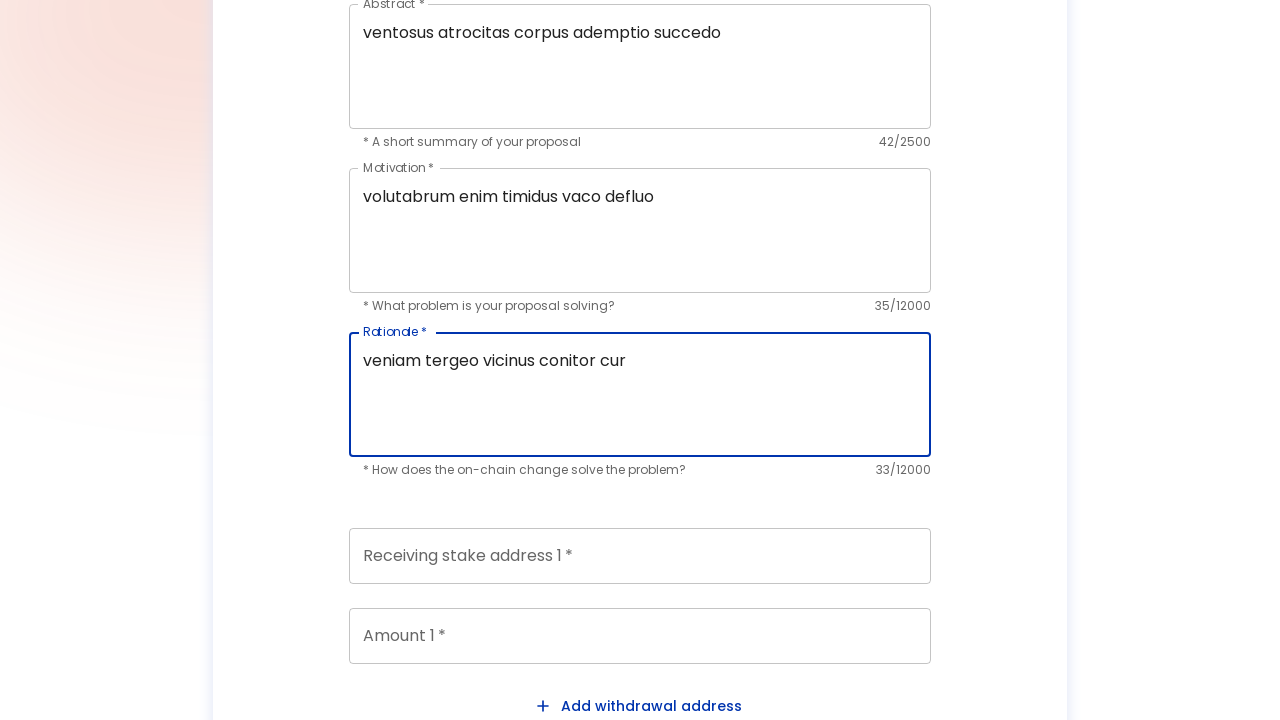 Abstract *
ventosus atrocitas corpus ademptio succedo
* A short summary of your proposal 42/2500
Motivation *
volutabrum enim timidus vaco defluo
* What problem is your proposal solving? 35/12000
Rationale *
veniam tergeo vicinus conitor cur
* How does the on-chain change solve the problem? 33/12000
Receiving stake address 1 *
Amount 1 *
+ Add withdrawal address